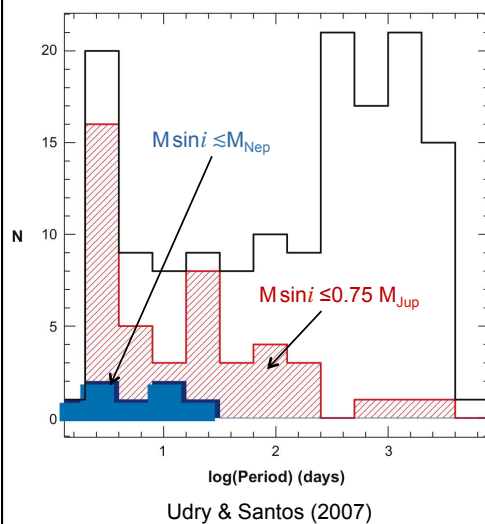 20
15
M sin i ≲M_Nep
N
10
M sin i ≤0.75 M_Jup
5
0
1 2 3
log(Period) (days)
Udry & Santos (2007)